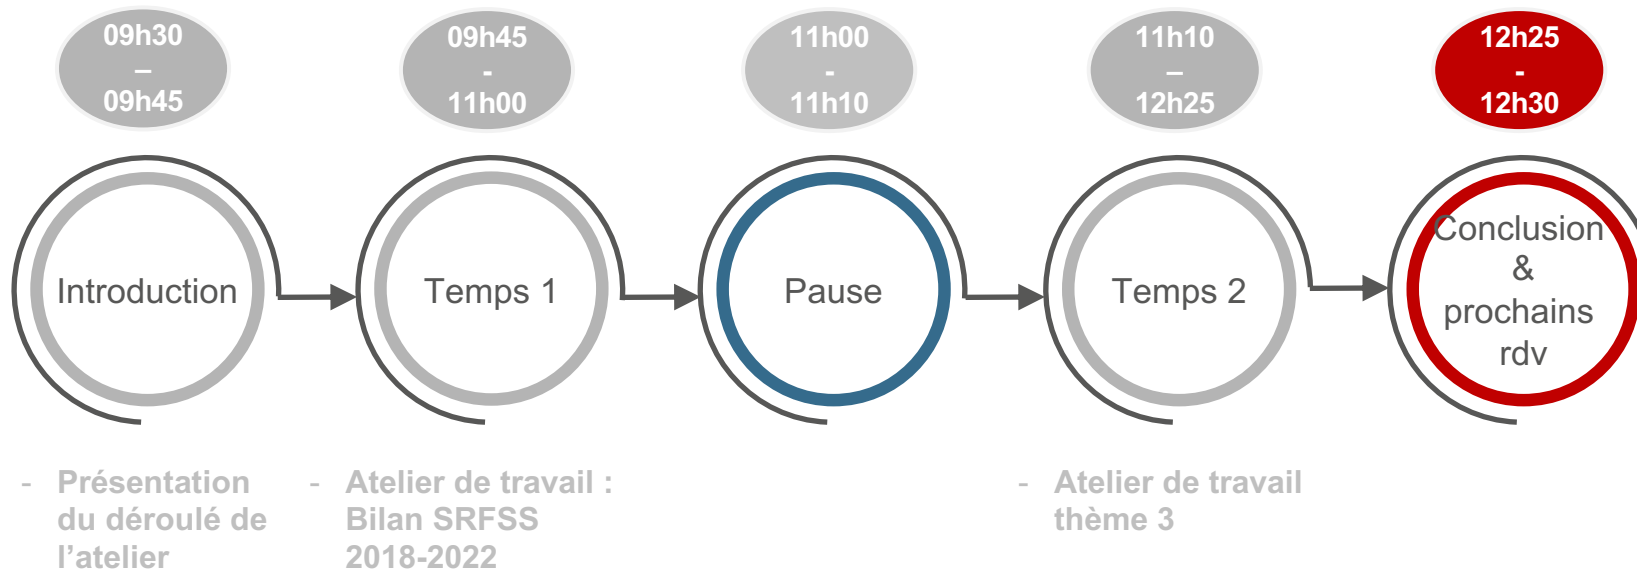 09h30
–
09h45
09h45
-
11h00
11h00
-
11h10
11h10
–
12h25
12h25
-
12h30
Introduction
Temps 1
Pause
Temps 2
Conclusion
&
prochains
rdv
- Présentation
du déroulé de
l’atelier
- Atelier de travail :
Bilan SRFSS
2018-2022
- Atelier de travail
thème 3